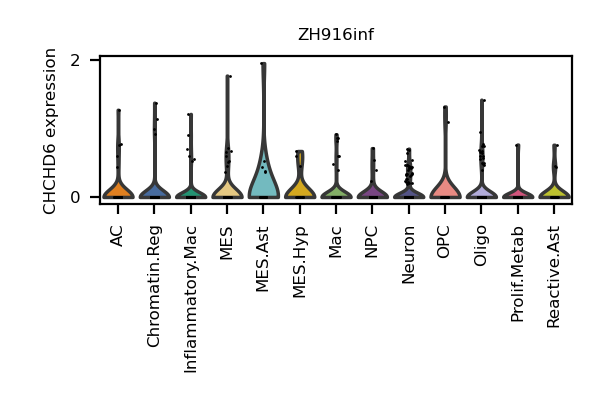 ZH916inf
CHCHD6 expression
2
0
AC
Chromatin.Reg
Inflammatory.Mac
MES
MES.Ast
MES.Hyp
Mac
NPC
Neuron
OPC
Oligo
Prolif.Metab
Reactive.Ast